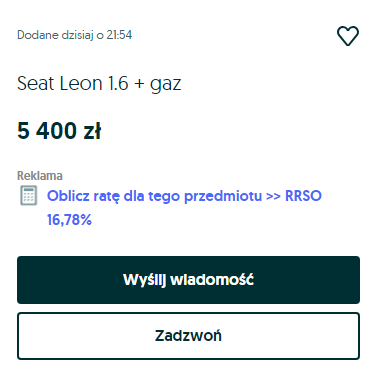 Dodane dzisiaj o 21:54
Seat Leon 1.6 + gaz
5 400 zł
Reklama
Oblicz ratę dla tego przedmiotu >> RRSO
16,78%
Wyślij wiadomość
Zadzwoń